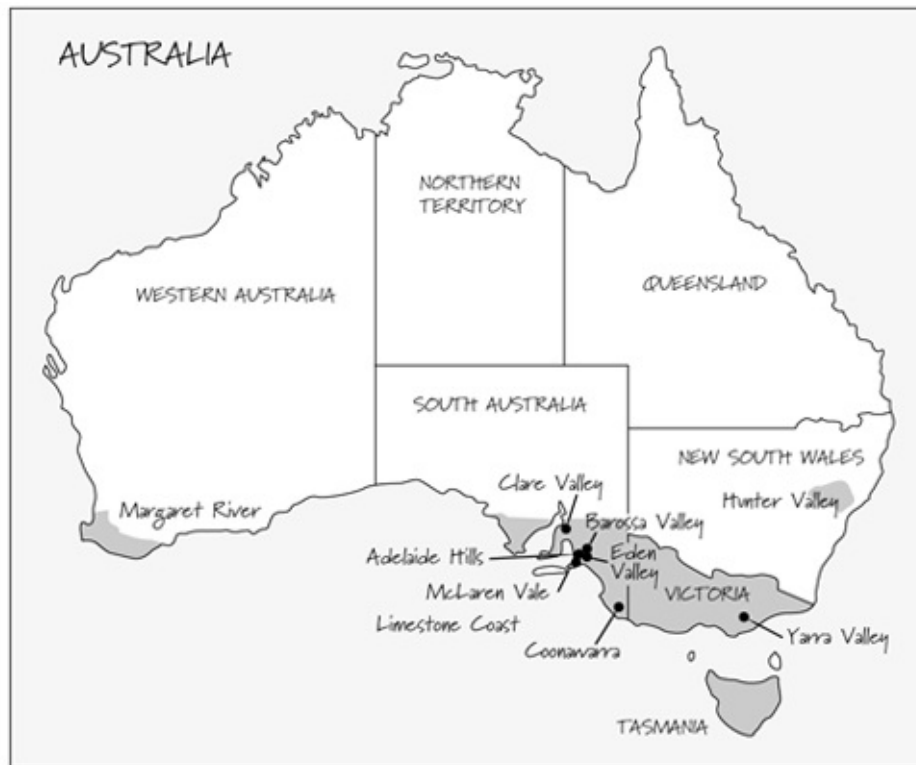 AUSTRALIA
NORTHERN
TERRITORY
WESTERN AUSTRALIA
QUEENSLAND
SOUTH AUSTRALIA
NEW SOUTH WALES
Clare Valley
Hunter Valley
Margaret River
Barossa Valley
Adelaide Hills
Eden
Valley
McLaren Vale
VICTORIA
Limestone Coast
Coonawarra
Yarra Valley
TASMANIA